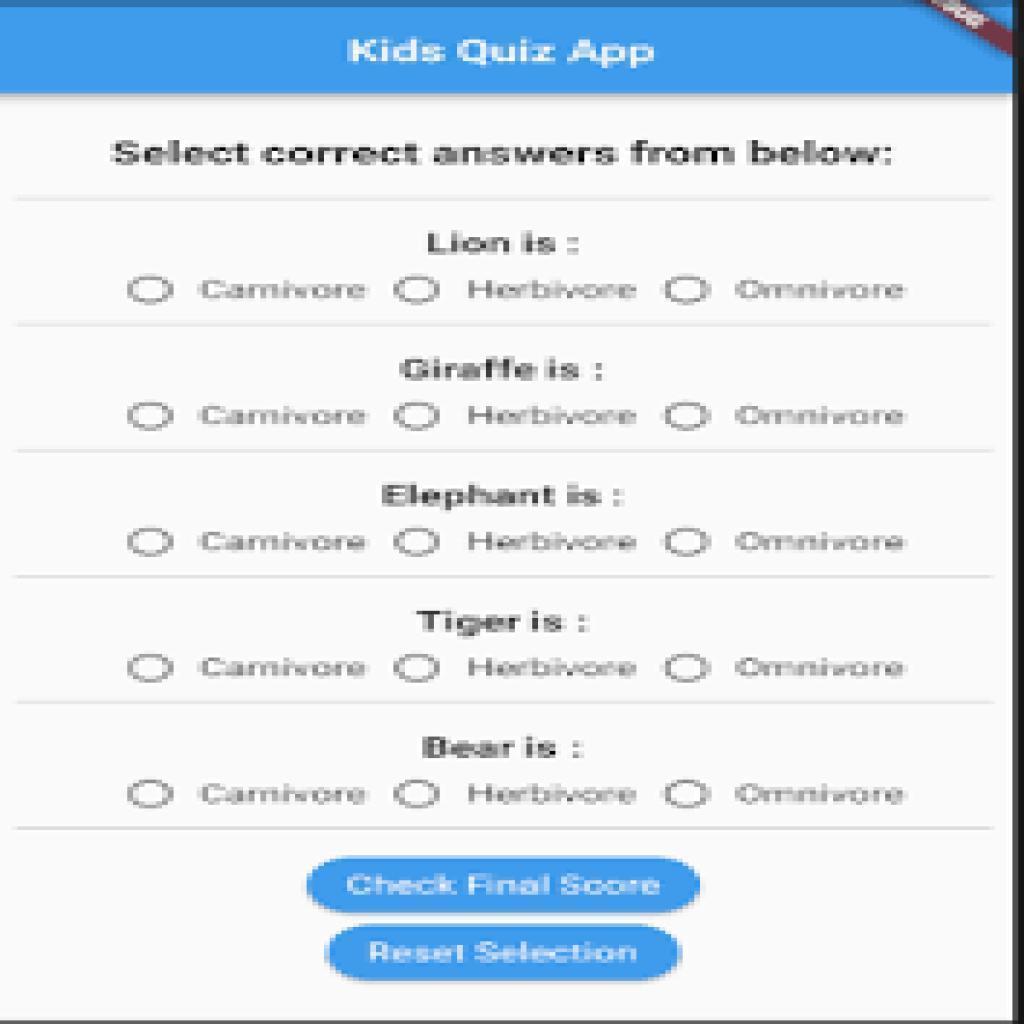 Kids Quiz App
Select correct answers from below:
Lion is :
Carnivore Herbivore Omnivore
Giraffe is :
Carnivore Herbivore Omnivore
Elephant is :
Carnivore Herbivore Omnivore
Tiger is :
Carnivore Herbivore Omnivore
Bear is :
Carnivore Herbivore Omnivore
Check Final Score
Reset Selection